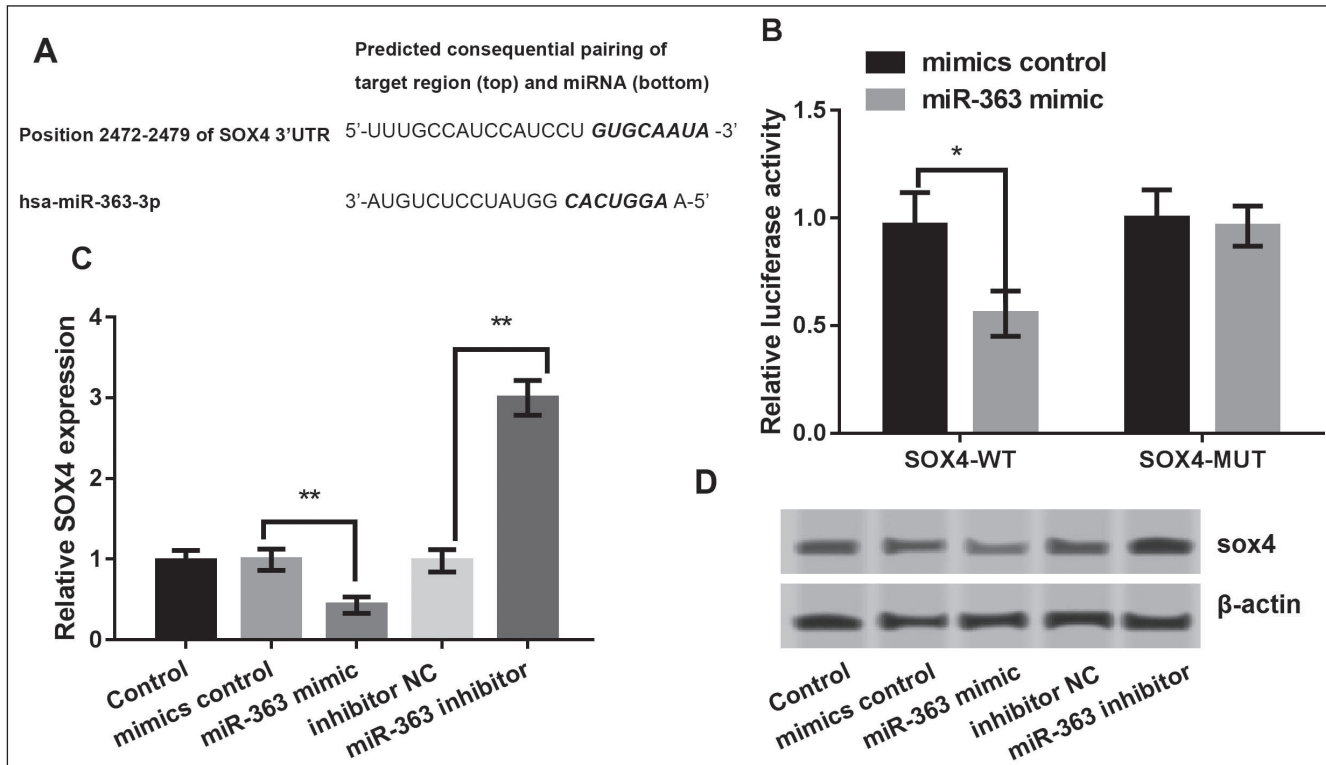 A
Predicted consequential pairing of
target region (top) and miRNA (bottom)
Position 2472-2479 of SOX4 3’UTR 5’-UUUGCCAUCCAUCCU GUGCAAUA -3’
hsa-miR-363-3p 3’-AUGUCUCCUAUGG CACUGGA A-5’
B
mimics control
miR-363 mimic
Relative luciferase activity
1.5
1.0
0.5
0.0
*
SOX4-WT SOX4-MUT
C
Relative SOX4 expression
4
3
2
1
0
**
**
Control
mimics control
miR-363 mimic
inhibitor NC
miR-363 inhibitor
D
sox4
β-actin
Control
mimics control
miR-363 mimic
inhibitor NC
miR-363 inhibitor